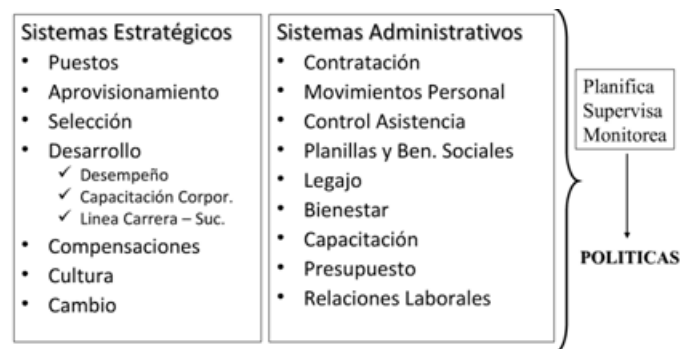 Sistemas Estratégicos
• Puestos
• Aprovisionamiento
• Selección
• Desarrollo
✓ Desempeño
✓ Capacitación Corpor.
✓ Linea Carrera – Suc.
• Compensaciones
• Cultura
• Cambio
Sistemas Administrativos
• Contratación
• Movimientos Personal
• Control Asistencia
• Planillas y Ben. Sociales
• Legajo
• Bienestar
• Capacitación
• Presupuesto
• Relaciones Laborales
Planifica
Supervisa
Monitorea
POLITICAS